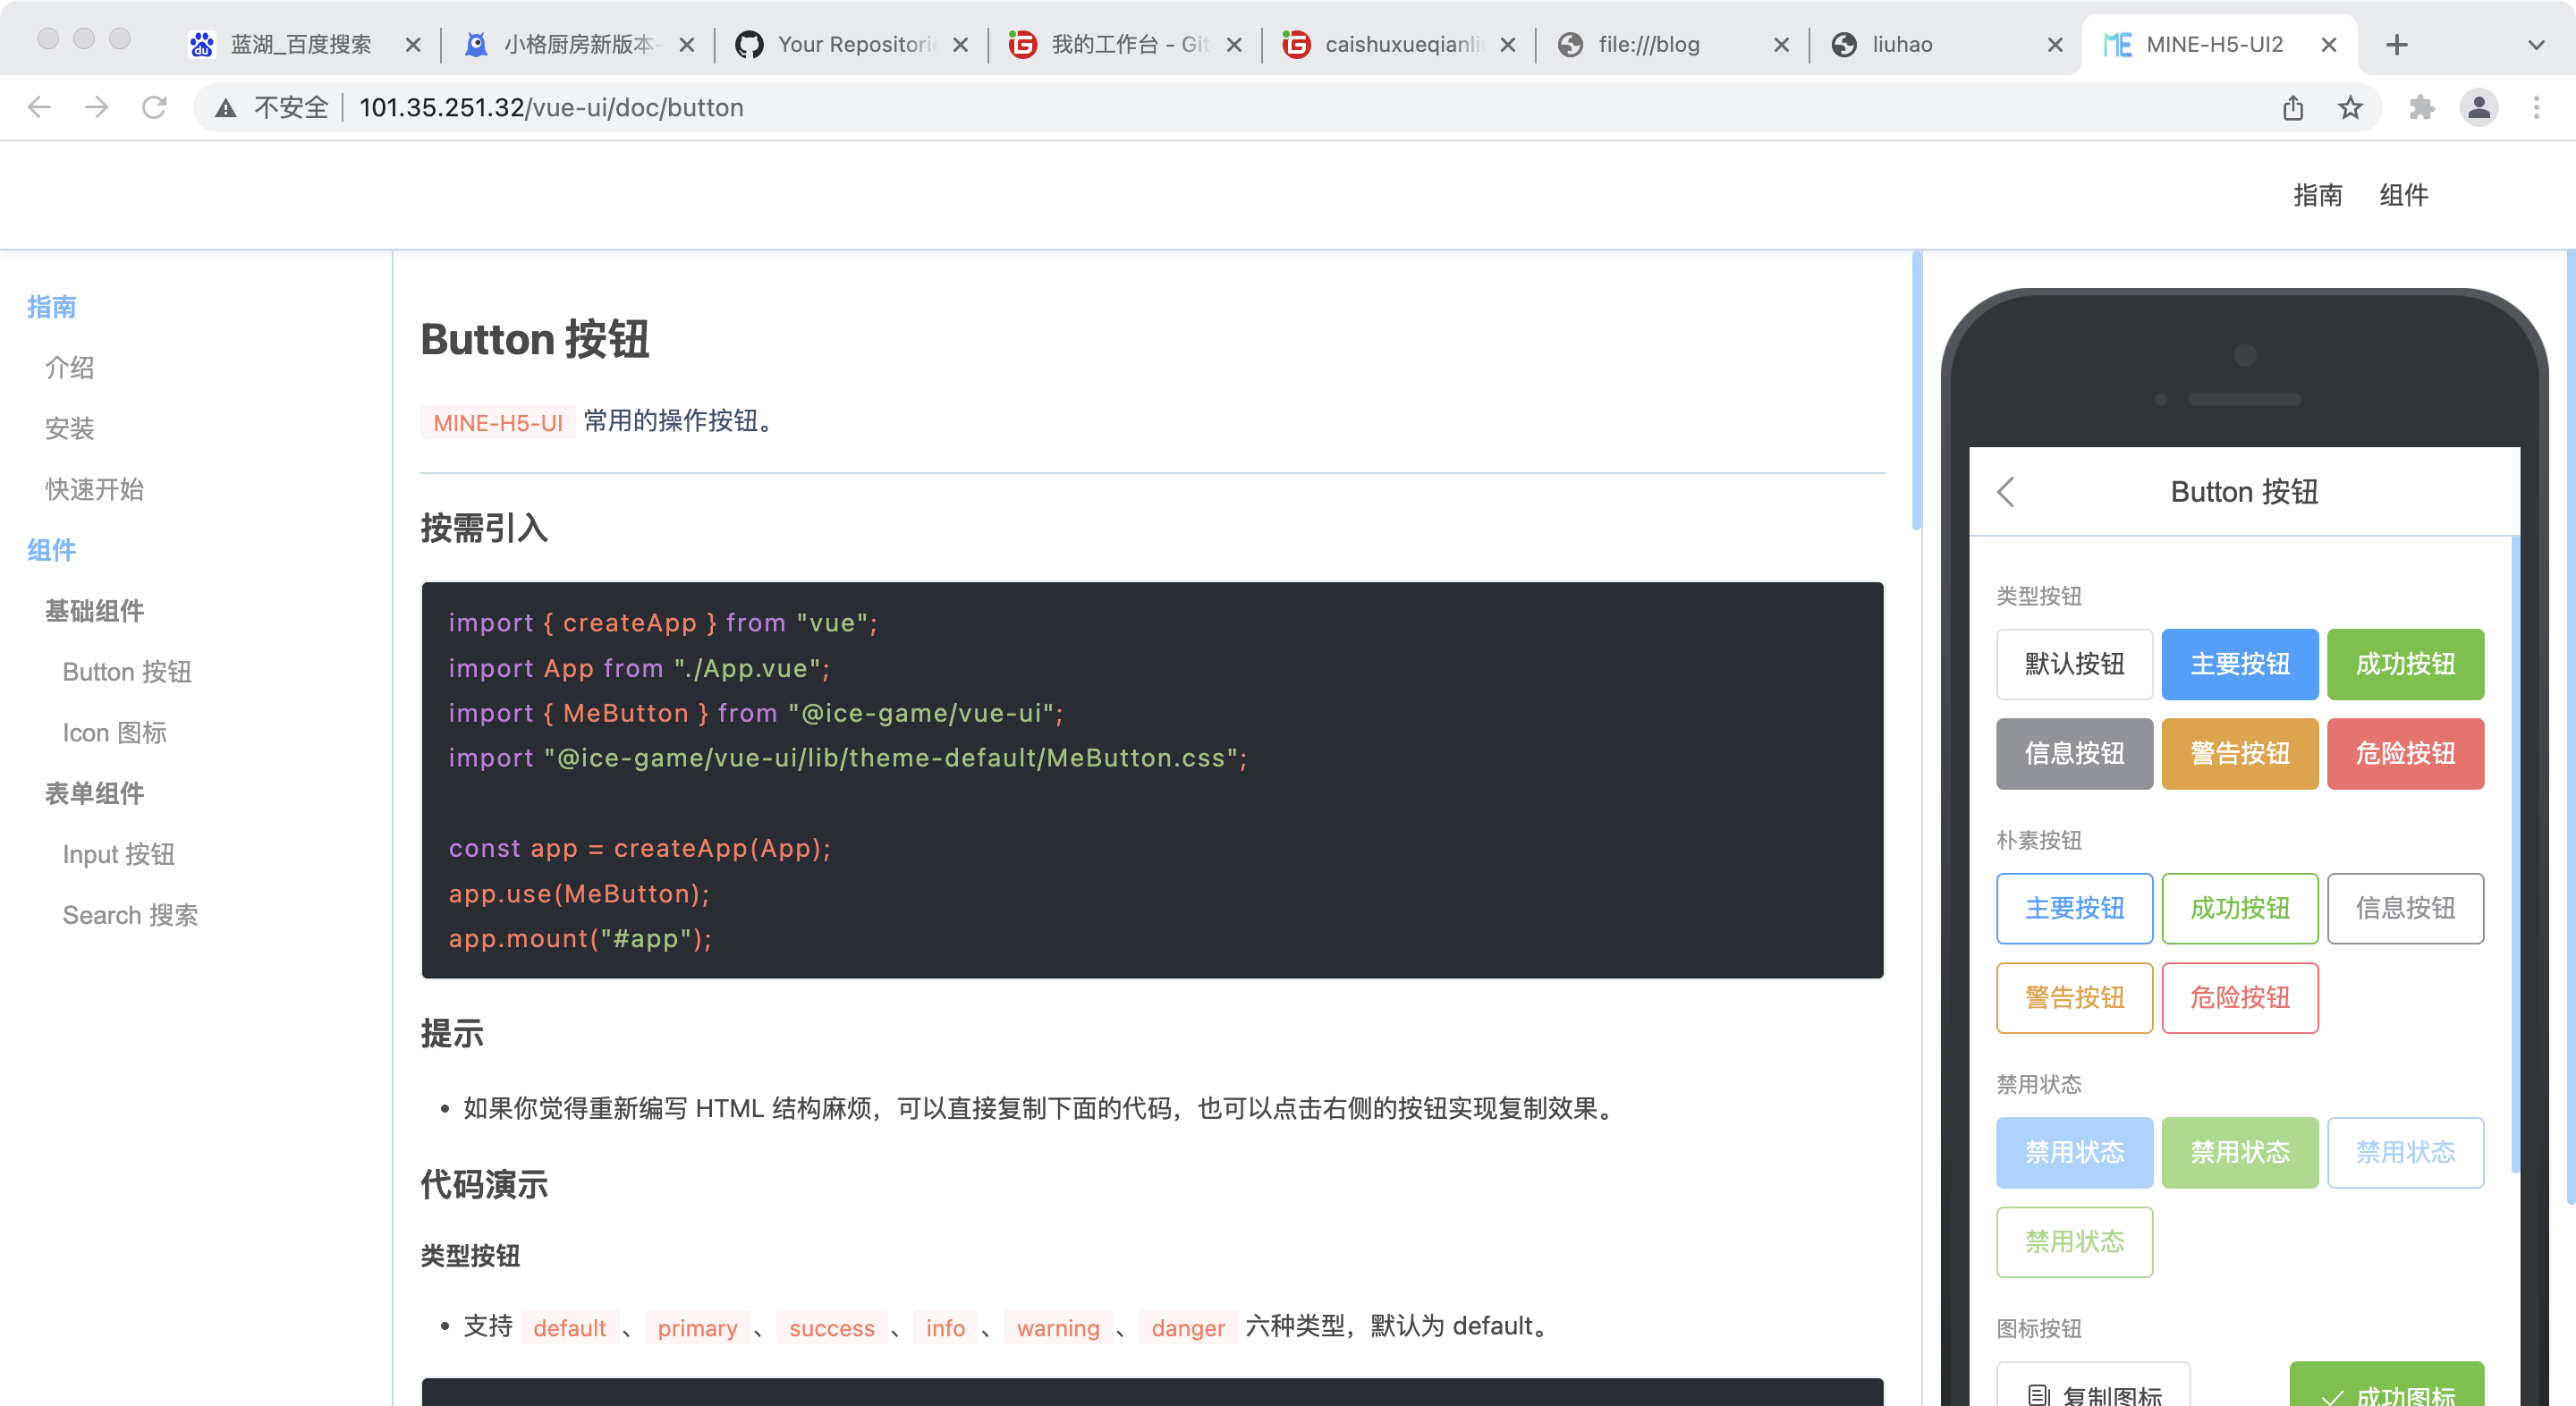 蓝湖_百度搜索
小格厨房新版本-
Your Repositorie
我的工作台 - Git
caishuxueqianli
file:///blog
liuhao
MINE-H5-UI2
不安全
101.35.251.32/vue-ui/doc/button
指南
组件
指南
介绍
安装
快速开始
组件
基础组件
Button 按钮
Icon 图标
表单组件
Input 按钮
Search 搜索
Button 按钮
MINE-H5-UI 常用的操作按钮。
按需引入
import { createApp } from "vue";
import App from "./App.vue";
import { MeButton } from "@ice-game/vue-ui";
import "@ice-game/vue-ui/lib/theme-default/MeButton.css";
const app = createApp(App);
app.use(MeButton);
app.mount("#app");
提示
• 如果你觉得重新编写 HTML 结构麻烦，可以直接复制下面的代码，也可以点击右侧的按钮实现复制效果。
代码演示
类型按钮
• 支持 default 、 primary 、 success 、 info 、 warning 、 danger 六种类型，默认为 default。
Button 按钮
类型按钮
默认按钮 主要按钮 成功按钮
信息按钮 警告按钮 危险按钮
朴素按钮
主要按钮 成功按钮 信息按钮
警告按钮 危险按钮
禁用状态
禁用状态 禁用状态 禁用状态
禁用状态
图标按钮
复制图标 成功图标